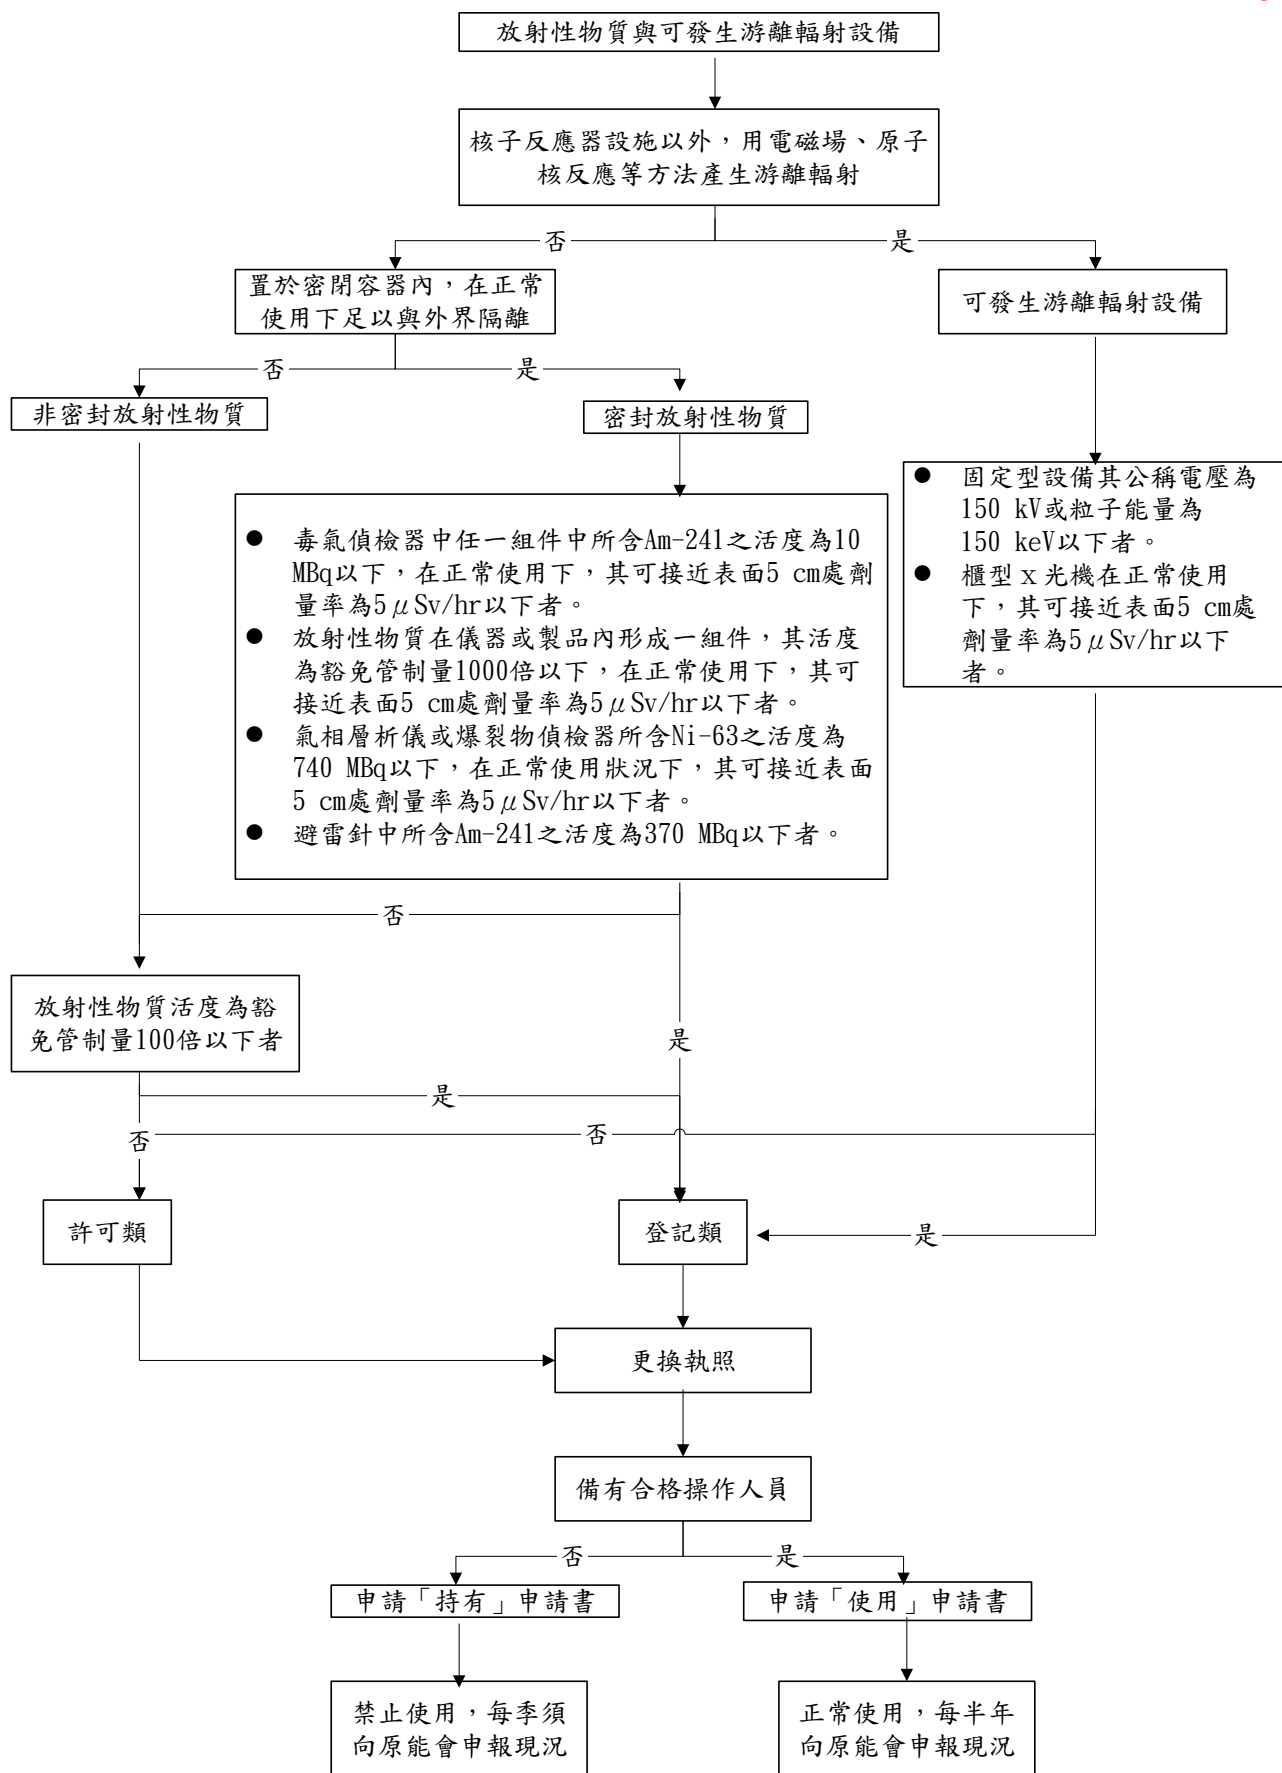 放射性物質與可發生游離輻射設備
核子反應器設施以外，用電磁場、原子
核反應等方法產生游離輻射
否
是
置於密閉容器內，在正常
使用下足以與外界隔離
可發生游離輻射設備
否
是
非密封放射性物質
密封放射性物質
● 固定型設備其公稱電壓為
150 kV或粒子能量為
150 keV以下者。
● 櫃型x光機在正常使用
下，其可接近表面5 cm處
劑量率為5μSv/hr以下
者。
● 毒氣偵檢器中任一組件中所含Am-241之活度為10
MBq以下，在正常使用下，其可接近表面5 cm處劑
量率為5μSv/hr以下者。
● 放射性物質在儀器或製品內形成一組件，其活度
為豁免管制量1000倍以下，在正常使用下，其可
接近表面5 cm處劑量率為5μSv/hr以下者。
● 氣相層析儀或爆裂物偵檢器所含Ni-63之活度為
740 MBq以下，在正常使用狀況下，其可接近表面
5 cm處劑量率為5μSv/hr以下者。
● 避雷針中所含Am-241之活度為370 MBq以下者。
否
放射性物質活度為豁
免管制量100倍以下者
是
是
否
否
許可類
登記類
是
更換執照
備有合格操作人員
否
是
申請「持有」申請書
申請「使用」申請書
禁止使用，每季須
向原能會申報現況
正常使用，每半年
向原能會申報現況